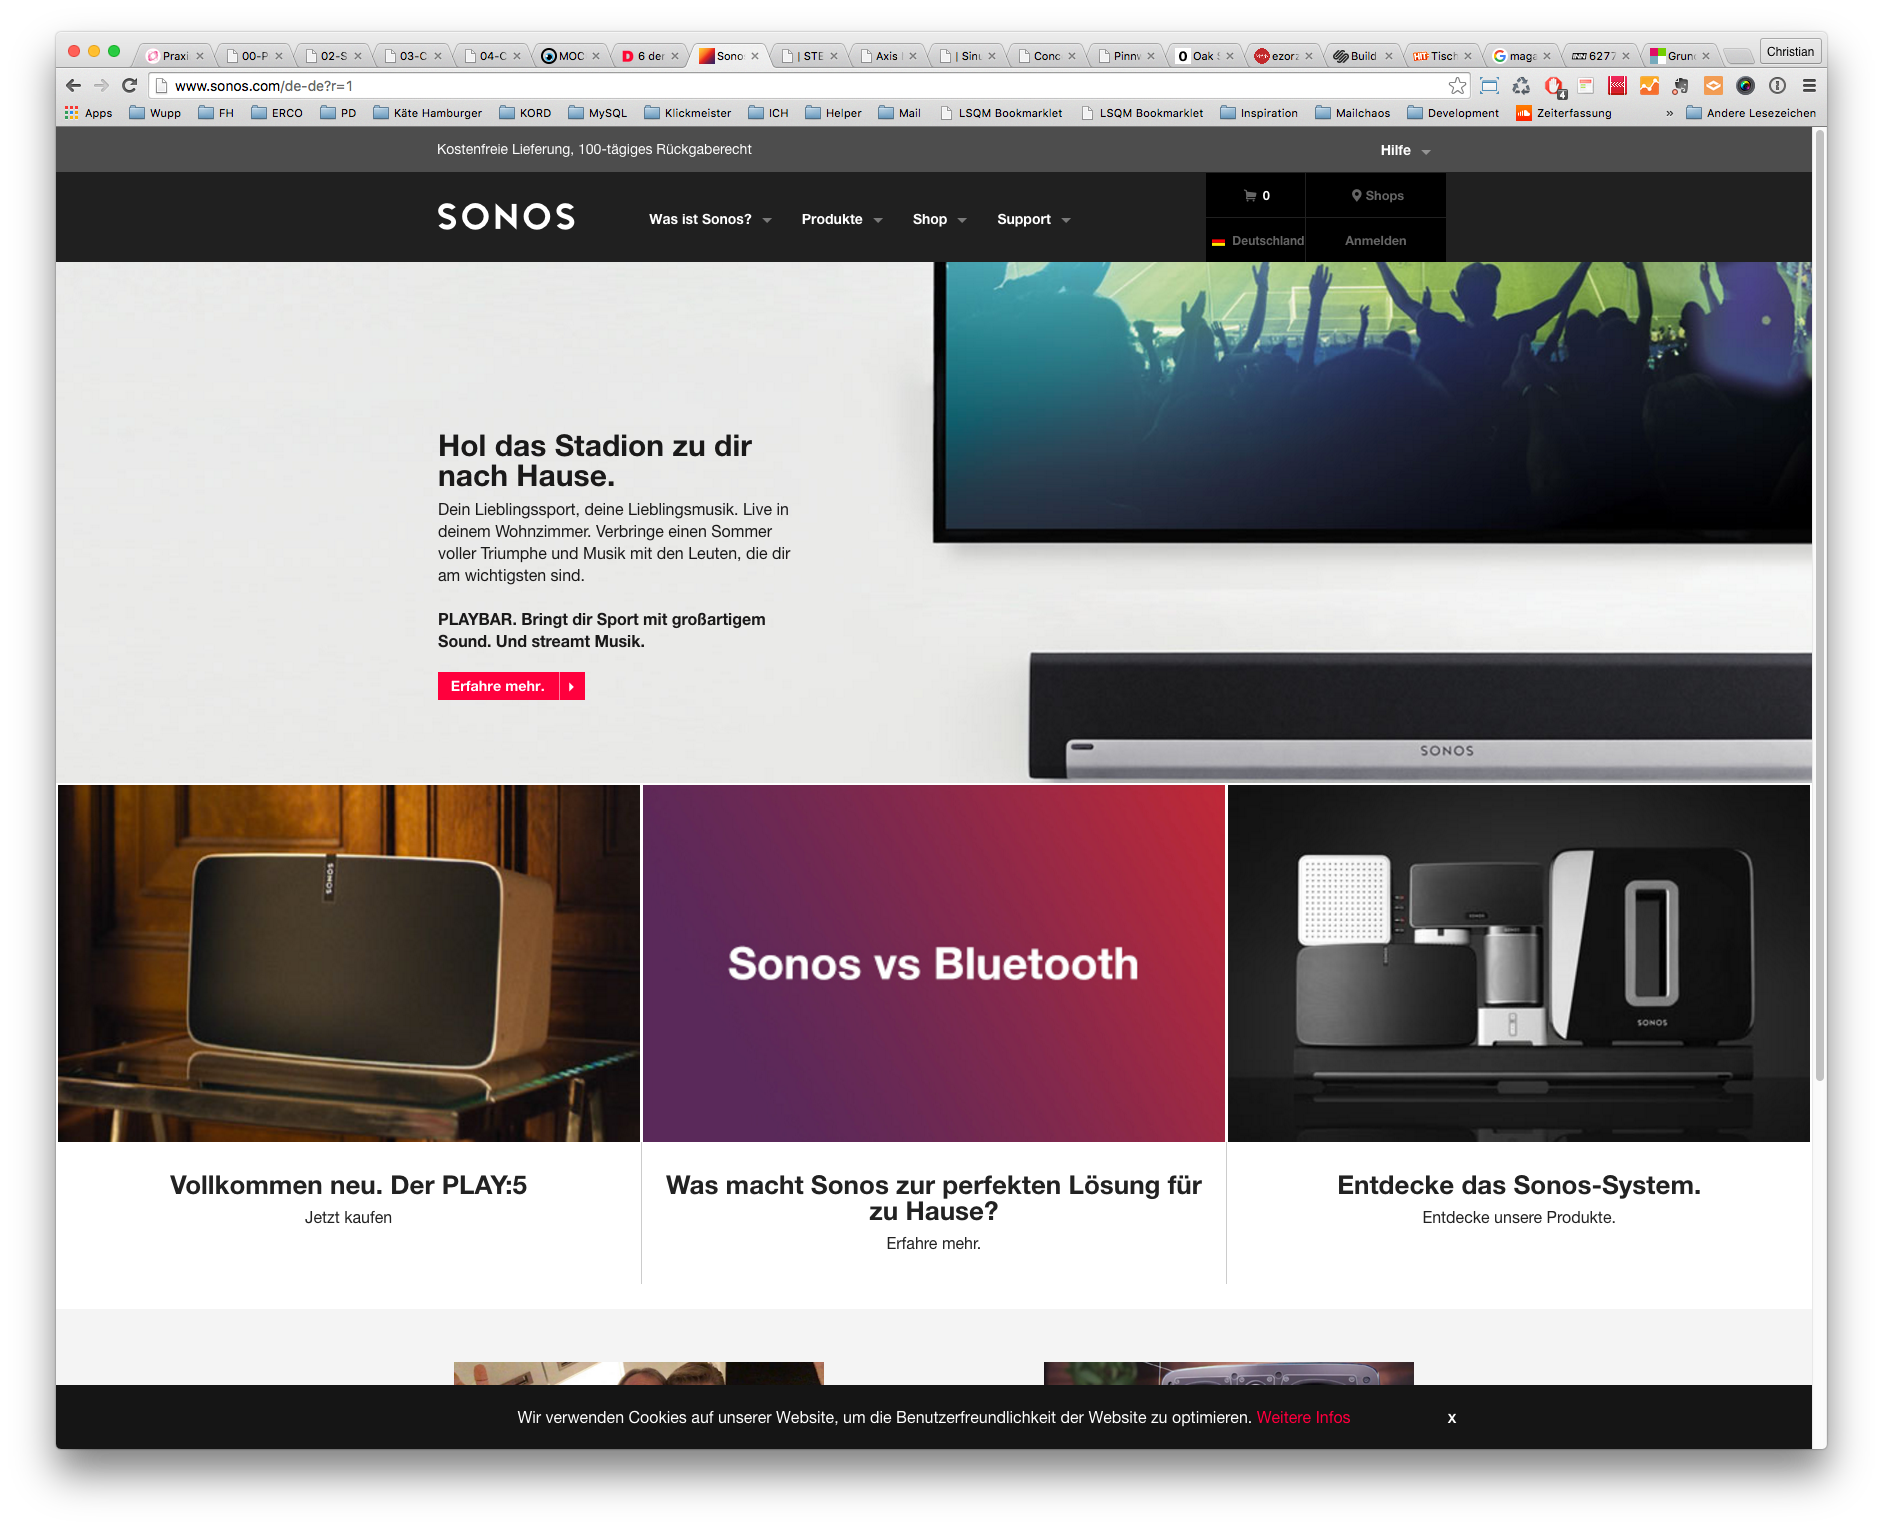 Praxi
00-P
02-S
03-C
04-C
MOC
6 der
Sono
| STE
Axis
| Sinu
Conc
Pinnw
Oak S
ezorz
Build
Tisch
maga
6277
Grund
Christian
www.sonos.com/de-de?r=1
4
Apps
Wupp
FH
ERCO
PD
Käte Hamburger
KORD
MySQL
Klickmeister
ICH
Helper
Mail
LSQM Bookmarklet
LSQM Bookmarklet
Inspiration
Mailchaos
Development
Zeiterfassung
»
Andere Lesezeichen
Kostenfreie Lieferung, 100-tägiges Rückgaberecht
Hilfe
SONOS
Was ist Sonos?
Produkte
Shop
Support
0
Shops
Deutschland
Anmelden
Hol das Stadion zu dir
nach Hause.
Dein Lieblingssport, deine Lieblingsmusik. Live in
deinem Wohnzimmer. Verbringe einen Sommer
voller Triumphe und Musik mit den Leuten, die dir
am wichtigsten sind.
PLAYBAR. Bringt dir Sport mit großartigem
Sound. Und streamt Musik.
Erfahre mehr.
SONOS
SONOS
Sonos vs Bluetooth
SONOS
Vollkommen neu. Der PLAY:5
Jetzt kaufen
Was macht Sonos zur perfekten Lösung für
zu Hause?
Erfahre mehr.
Entdecke das Sonos-System.
Entdecke unsere Produkte.
Wir verwenden Cookies auf unserer Website, um die Benutzerfreundlichkeit der Website zu optimieren. Weitere Infos
x